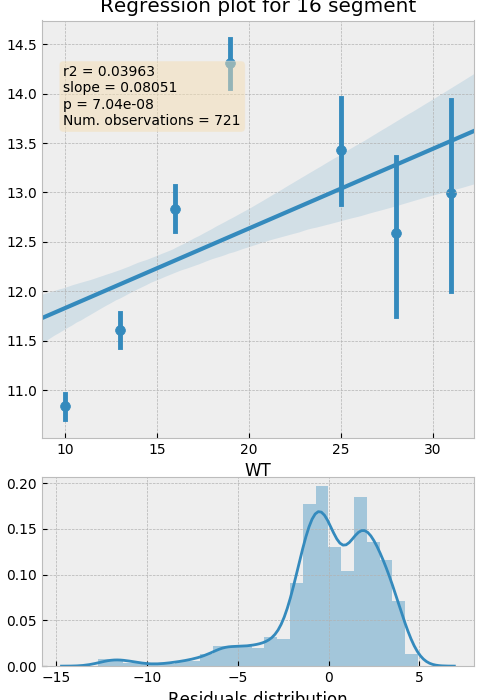 Regression plot for 16 segment
14.5
14.0
13.5
13.0
12.5
12.0
11.5
11.0
r2 = 0.03963
slope = 0.08051
p = 7.04e-08
Num. observations = 721
10 15 20 25 30
WT
0.20
0.15
0.10
0.05
0.00
−15 −10 −5 0 5
Residuals distribution